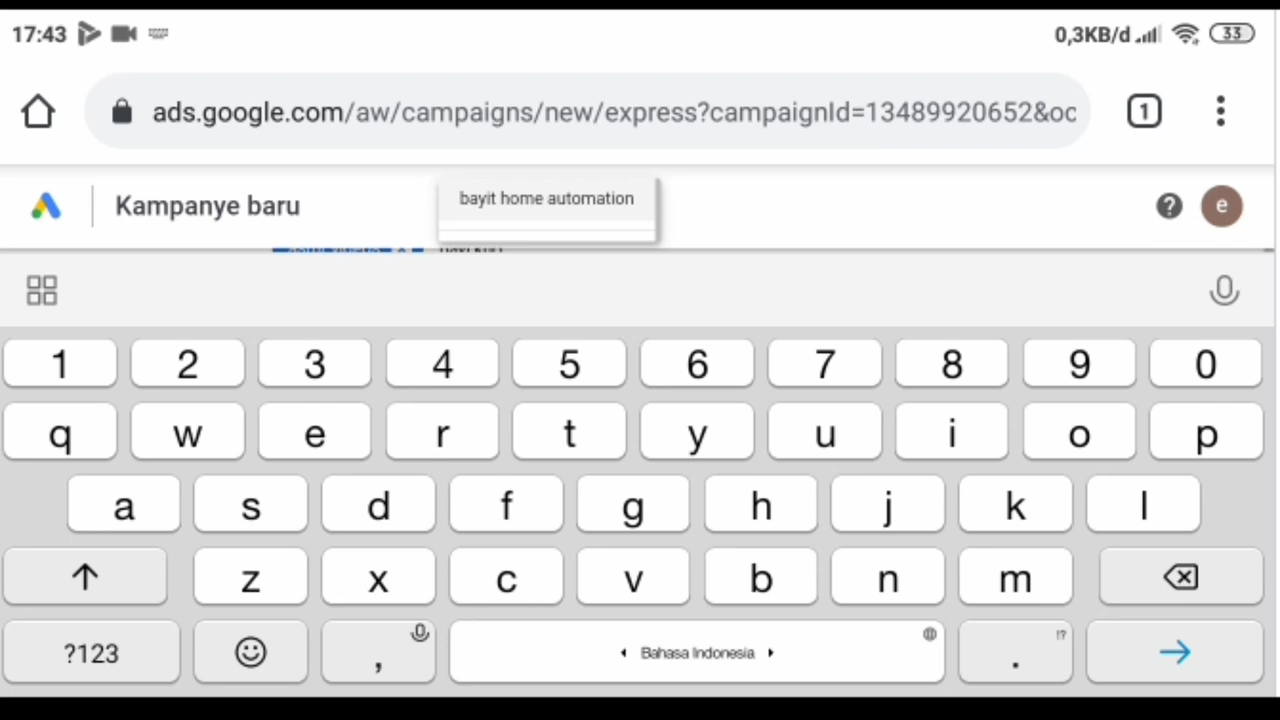 17:43 0,3KB/d 33
ads.google.com/aw/campaigns/new/express?campaignId=13489920652&oc 1
Kampanye baru
bayit home automation
? e
1 2 3 4 5 6 7 8 9 0
q w e r t y u i o p
a s d f g h j k l
z x c v b n m
?123 , Bahasa Indonesia . !?